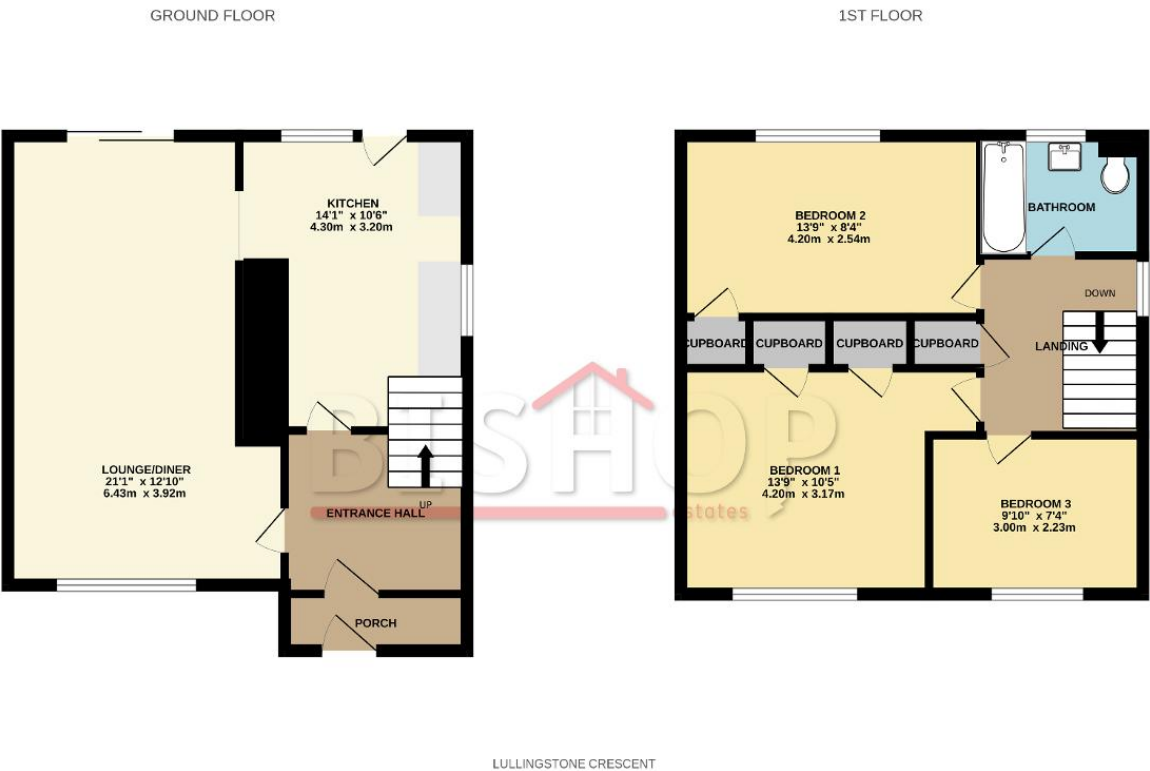 GROUND FLOOR
1ST FLOOR
KITCHEN
14'1" x 10'6"
4.30m x 3.20m
LOUNGE/DINER
21'1" x 12'10"
6.43m x 3.92m
UP
ENTRANCE HALL
PORCH
BEDROOM 2
13'9" x 8'4"
4.20m x 2.54m
BATHROOM
DOWN
LANDING
CUPBOARD
CUPBOARD
CUPBOARD
CUPBOARD
BEDROOM 1
13'9" x 10'5"
4.20m x 3.17m
BEDROOM 3
9'10" x 7'4"
3.00m x 2.23m
BISHOP
estates
LULLINGSTONE CRESCENT